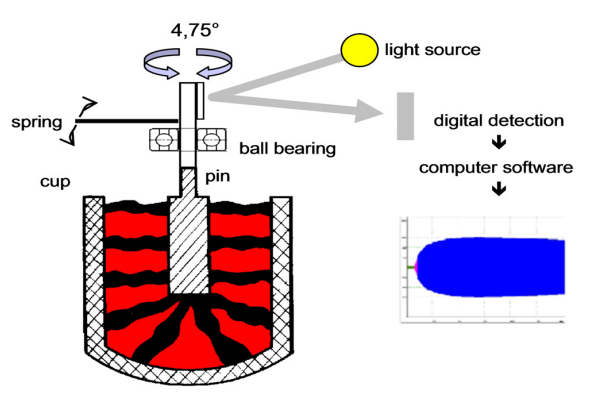 4,75°
light source
spring
digital detection
ball bearing
computer software
cup
pin